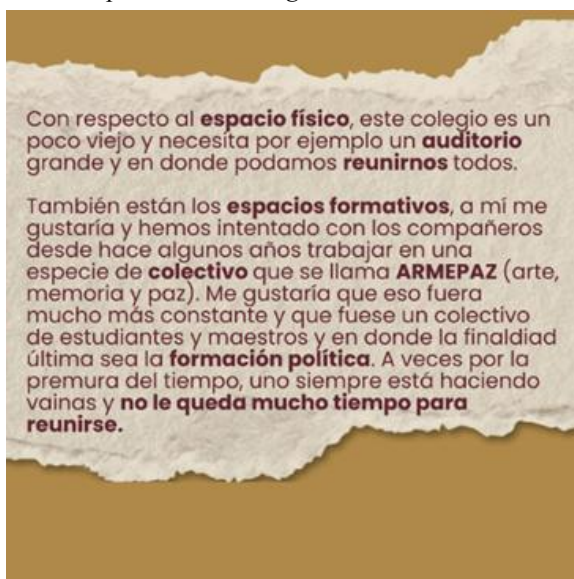 Con respecto al espacio físico, este colegio es un
poco viejo y necesita por ejemplo un auditorio
grande y en donde podamos reunirnos todos.
También están los espacios formativos, a mí me
gustaría y hemos intentado con los compañeros
desde hace algunos años trabajar en una
especie de colectivo que se llama ARMEPAZ (arte,
memoria y paz). Me gustaría que eso fuera
mucho más constante y que fuese un colectivo
de estudiantes y maestros y en donde la finaldiad
última sea la formación política. A veces por la
premura del tiempo, uno siempre está haciendo
vainas y no le queda mucho tiempo para
reunirse.